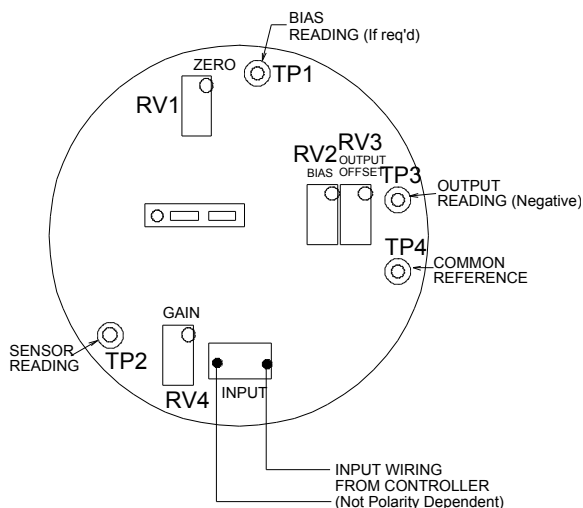 BIAS
READING (If req'd)
ZERO
TP1
RV1
RV3
RV2
OUTPUT
OFFSET
BIAS
TP3
OUTPUT
READING (Negative)
TP4
COMMON
REFERENCE
GAIN
SENSOR
READING
TP2
RV4
INPUT
INPUT WIRING
FROM CONTROLLER
(Not Polarity Dependent)